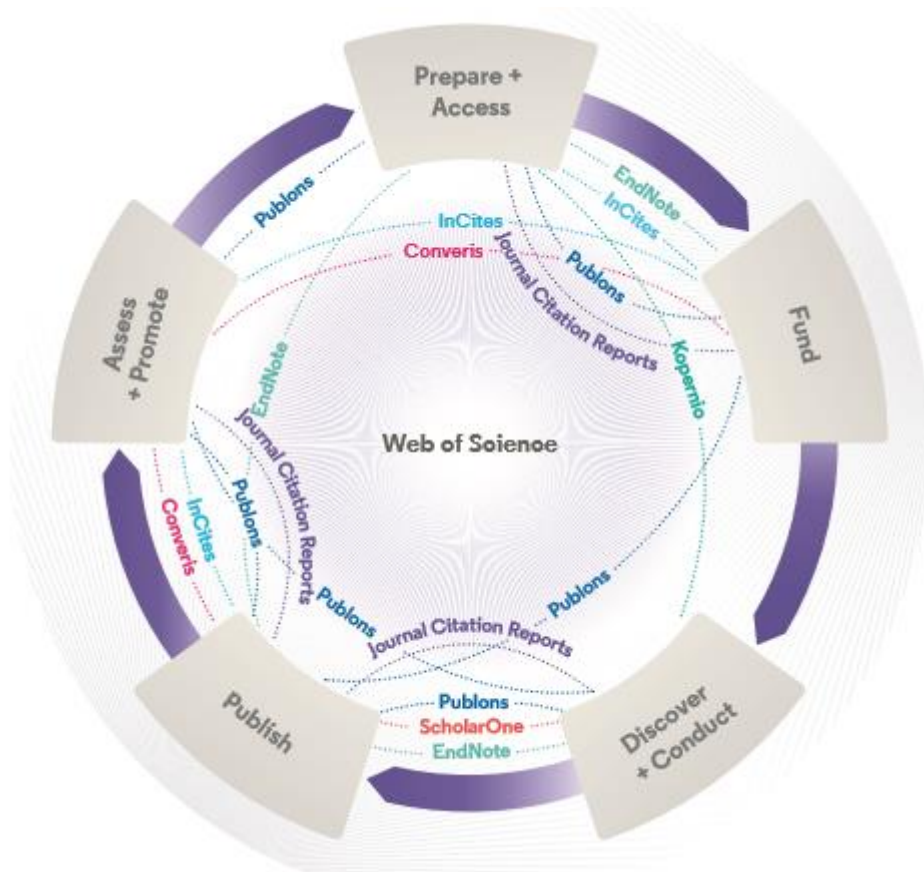 Prepare +
Access
EndNote
InCites
Publons
InCites
Converis
Journal Citation Reports
Publons
Fund
Assess
+ Promote
EndNote
Kopernio
Journal Citation Reports
Web of Science
Publons
InCites
Converis
Publons
Publons
Journal Citation Reports
Publons
ScholarOne
EndNote
Publish
Discover
+ Conduct